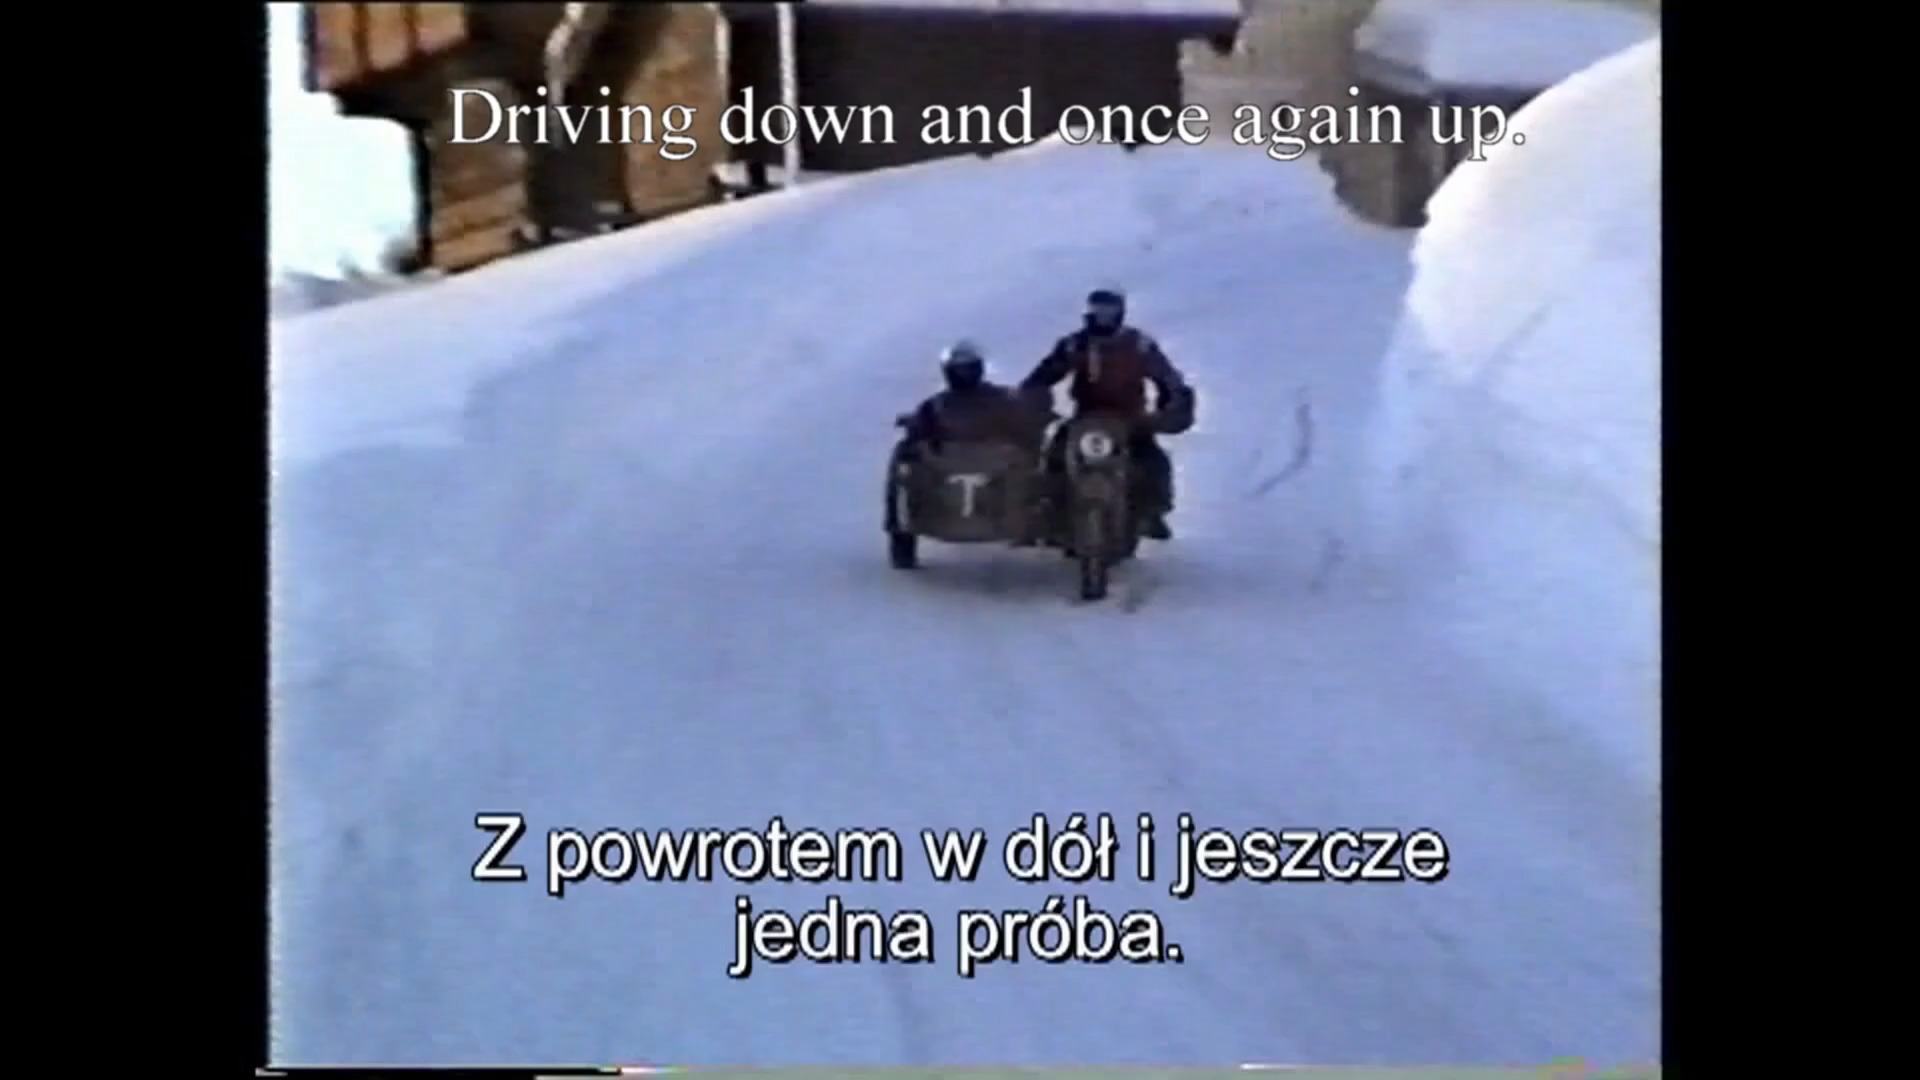 Driving down and once again up.
T
Z powrotem w dół i jeszcze
jedna próba.